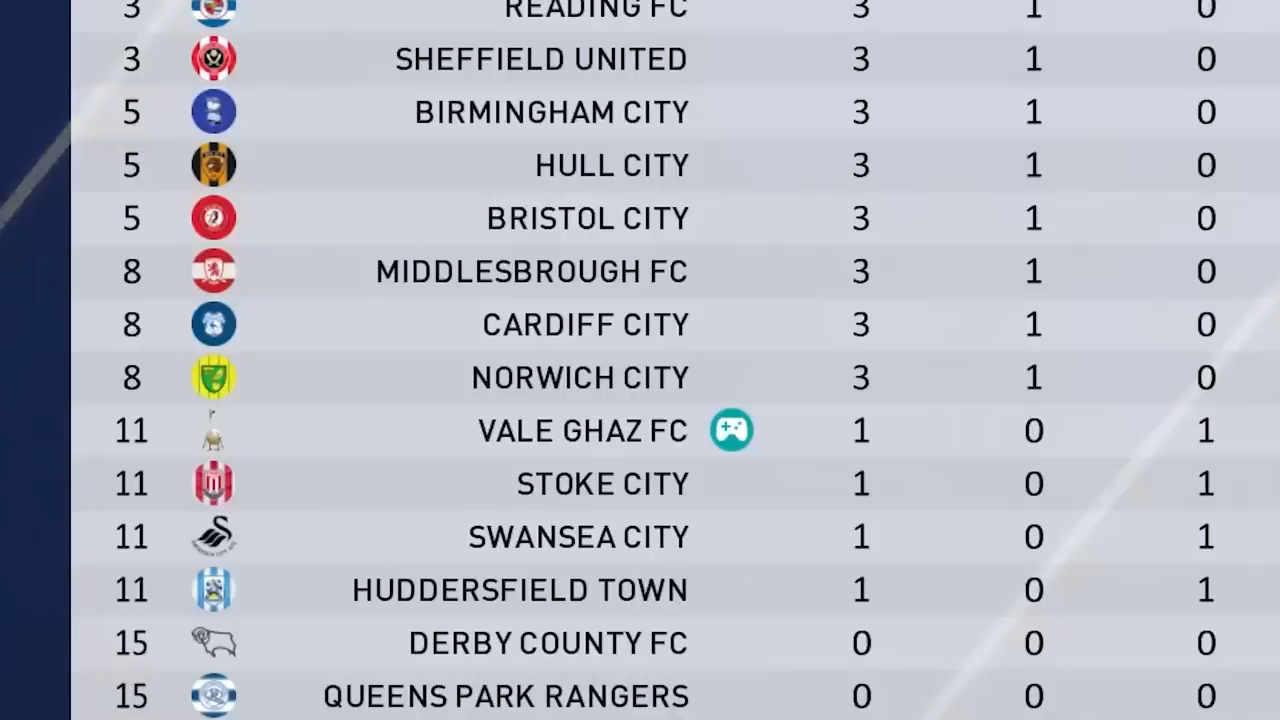 3 READING FC 3 1 0
3 SHEFFIELD UNITED 3 1 0
5 BIRMINGHAM CITY 3 1 0
5 HULL CITY 3 1 0
5 BRISTOL CITY 3 1 0
8 MIDDLESBROUGH FC 3 1 0
8 CARDIFF CITY 3 1 0
8 NORWICH CITY 3 1 0
11 VALE GHAZ FC 1 0 1
11 STOKE CITY 1 0 1
11 SWANSEA CITY 1 0 1
11 HUDDERSFIELD TOWN 1 0 1
15 DERBY COUNTY FC 0 0 0
15 QUEENS PARK RANGERS 0 0 0